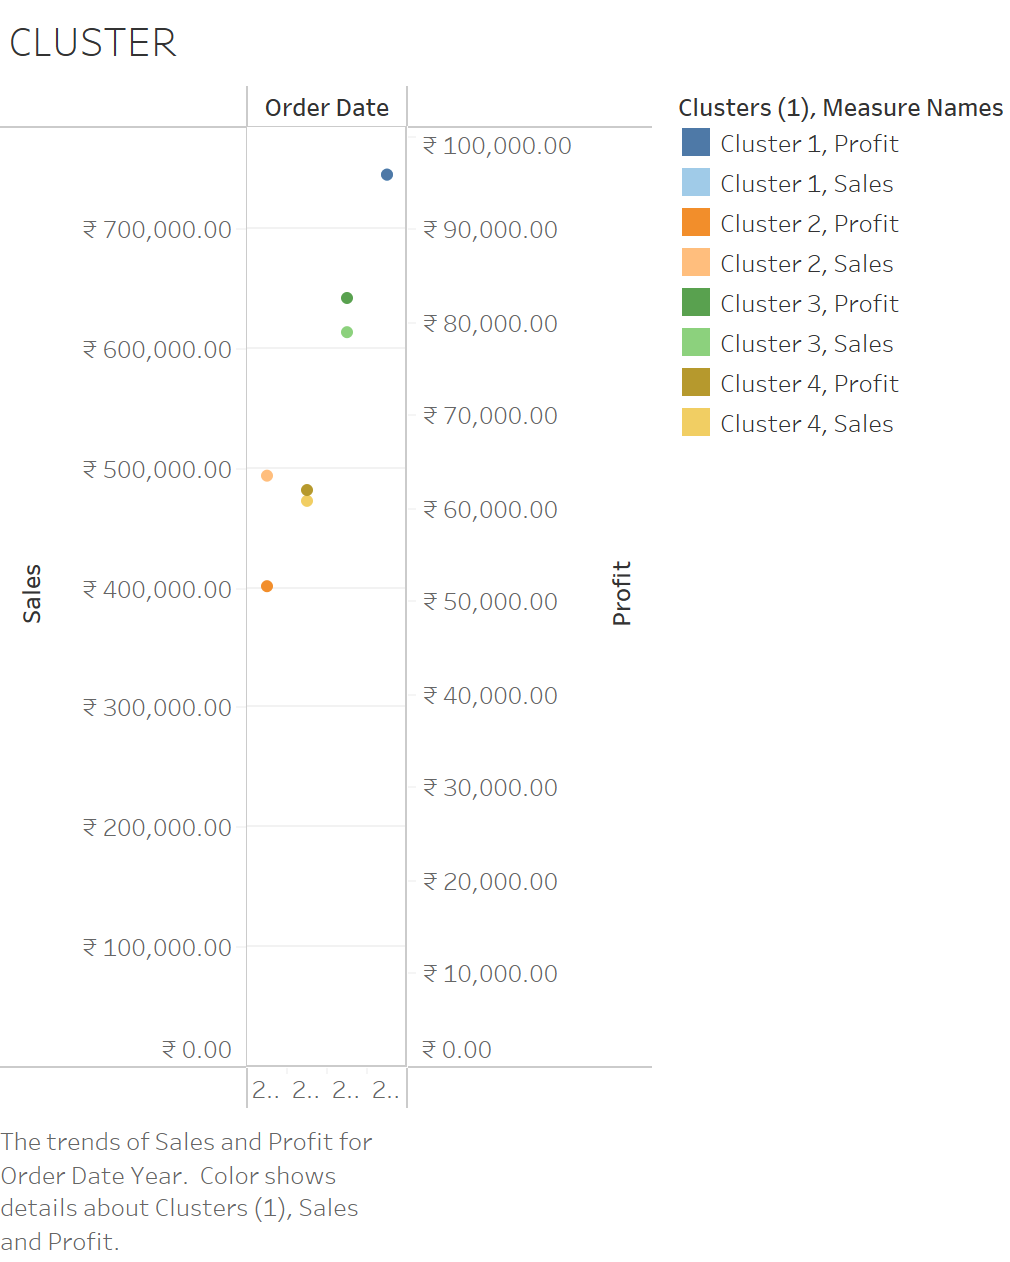 CLUSTER
Order Date
Clusters (1), Measure Names
Cluster 1, Profit
Cluster 1, Sales
Cluster 2, Profit
Cluster 2, Sales
Cluster 3, Profit
Cluster 3, Sales
Cluster 4, Profit
Cluster 4, Sales
Sales
₹ 700,000.00
₹ 600,000.00
₹ 500,000.00
₹ 400,000.00
₹ 300,000.00
₹ 200,000.00
₹ 100,000.00
₹ 0.00
₹ 100,000.00
₹ 90,000.00
₹ 80,000.00
₹ 70,000.00
₹ 60,000.00
₹ 50,000.00
₹ 40,000.00
₹ 30,000.00
₹ 20,000.00
₹ 10,000.00
₹ 0.00
Profit
2.. 2.. 2.. 2..
The trends of Sales and Profit for
Order Date Year.  Color shows
details about Clusters (1), Sales
and Profit.